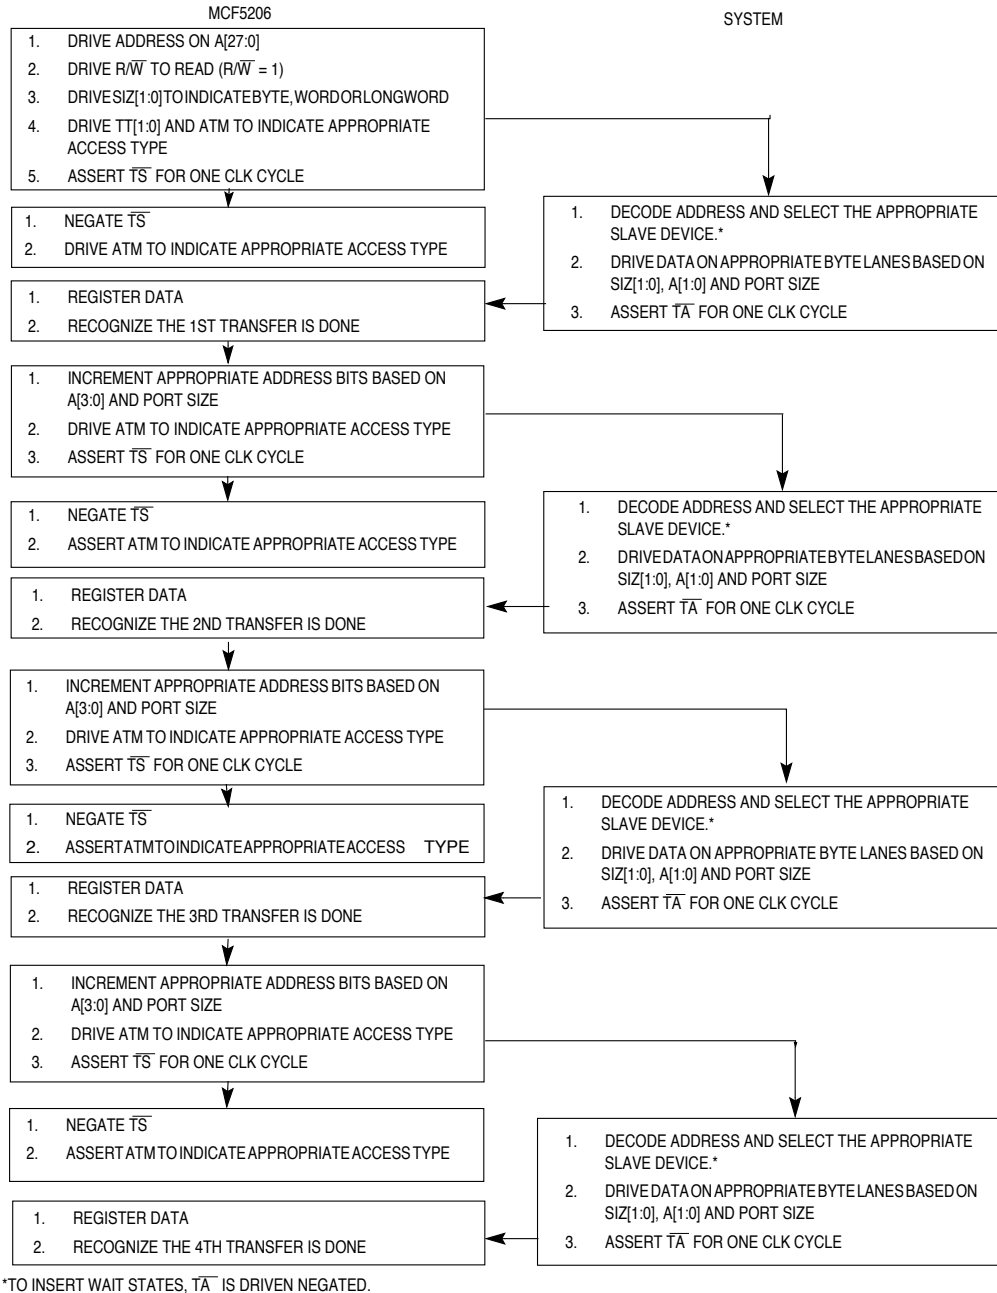 MCF5206
SYSTEM
1. DRIVE ADDRESS ON A[27:0]
2. DRIVE R/W̅ TO READ (R/W̅ = 1)
3. DRIVE SIZ[1:0] TO INDICATE BYTE, WORD OR LONGWORD
4. DRIVE TT[1:0] AND ATM TO INDICATE APPROPRIATE
ACCESS TYPE
5. ASSERT T̅S̅ FOR ONE CLK CYCLE
1. NEGATE T̅S̅
2. DRIVE ATM TO INDICATE APPROPRIATE ACCESS TYPE
1. DECODE ADDRESS AND SELECT THE APPROPRIATE
SLAVE DEVICE.*
2. DRIVE DATA ON APPROPRIATE BYTE LANES BASED ON
SIZ[1:0], A[1:0] AND PORT SIZE
3. ASSERT T̅A̅ FOR ONE CLK CYCLE
1. REGISTER DATA
2. RECOGNIZE THE 1ST TRANSFER IS DONE
1. INCREMENT APPROPRIATE ADDRESS BITS BASED ON
A[3:0] AND PORT SIZE
2. DRIVE ATM TO INDICATE APPROPRIATE ACCESS TYPE
3. ASSERT T̅S̅ FOR ONE CLK CYCLE
1. NEGATE T̅S̅
2. ASSERT ATM TO INDICATE APPROPRIATE ACCESS TYPE
1. DECODE ADDRESS AND SELECT THE APPROPRIATE
SLAVE DEVICE.*
2. DRIVE DATA ON APPROPRIATE BYTE LANES BASED ON
SIZ[1:0], A[1:0] AND PORT SIZE
3. ASSERT T̅A̅ FOR ONE CLK CYCLE
1. REGISTER DATA
2. RECOGNIZE THE 2ND TRANSFER IS DONE
1. INCREMENT APPROPRIATE ADDRESS BITS BASED ON
A[3:0] AND PORT SIZE
2. DRIVE ATM TO INDICATE APPROPRIATE ACCESS TYPE
3. ASSERT T̅S̅ FOR ONE CLK CYCLE
1. NEGATE T̅S̅
2. ASSERT ATM TO INDICATE APPROPRIATE ACCESS TYPE
1. DECODE ADDRESS AND SELECT THE APPROPRIATE
SLAVE DEVICE.*
2. DRIVE DATA ON APPROPRIATE BYTE LANES BASED ON
SIZ[1:0], A[1:0] AND PORT SIZE
3. ASSERT T̅A̅ FOR ONE CLK CYCLE
1. REGISTER DATA
2. RECOGNIZE THE 3RD TRANSFER IS DONE
1. INCREMENT APPROPRIATE ADDRESS BITS BASED ON
A[3:0] AND PORT SIZE
2. DRIVE ATM TO INDICATE APPROPRIATE ACCESS TYPE
3. ASSERT T̅S̅ FOR ONE CLK CYCLE
1. NEGATE T̅S̅
2. ASSERT ATM TO INDICATE APPROPRIATE ACCESS TYPE
1. DECODE ADDRESS AND SELECT THE APPROPRIATE
SLAVE DEVICE.*
2. DRIVE DATA ON APPROPRIATE BYTE LANES BASED ON
SIZ[1:0], A[1:0] AND PORT SIZE
3. ASSERT T̅A̅ FOR ONE CLK CYCLE
1. REGISTER DATA
2. RECOGNIZE THE 4TH TRANSFER IS DONE
*TO INSERT WAIT STATES, T̅A̅ IS DRIVEN NEGATED.